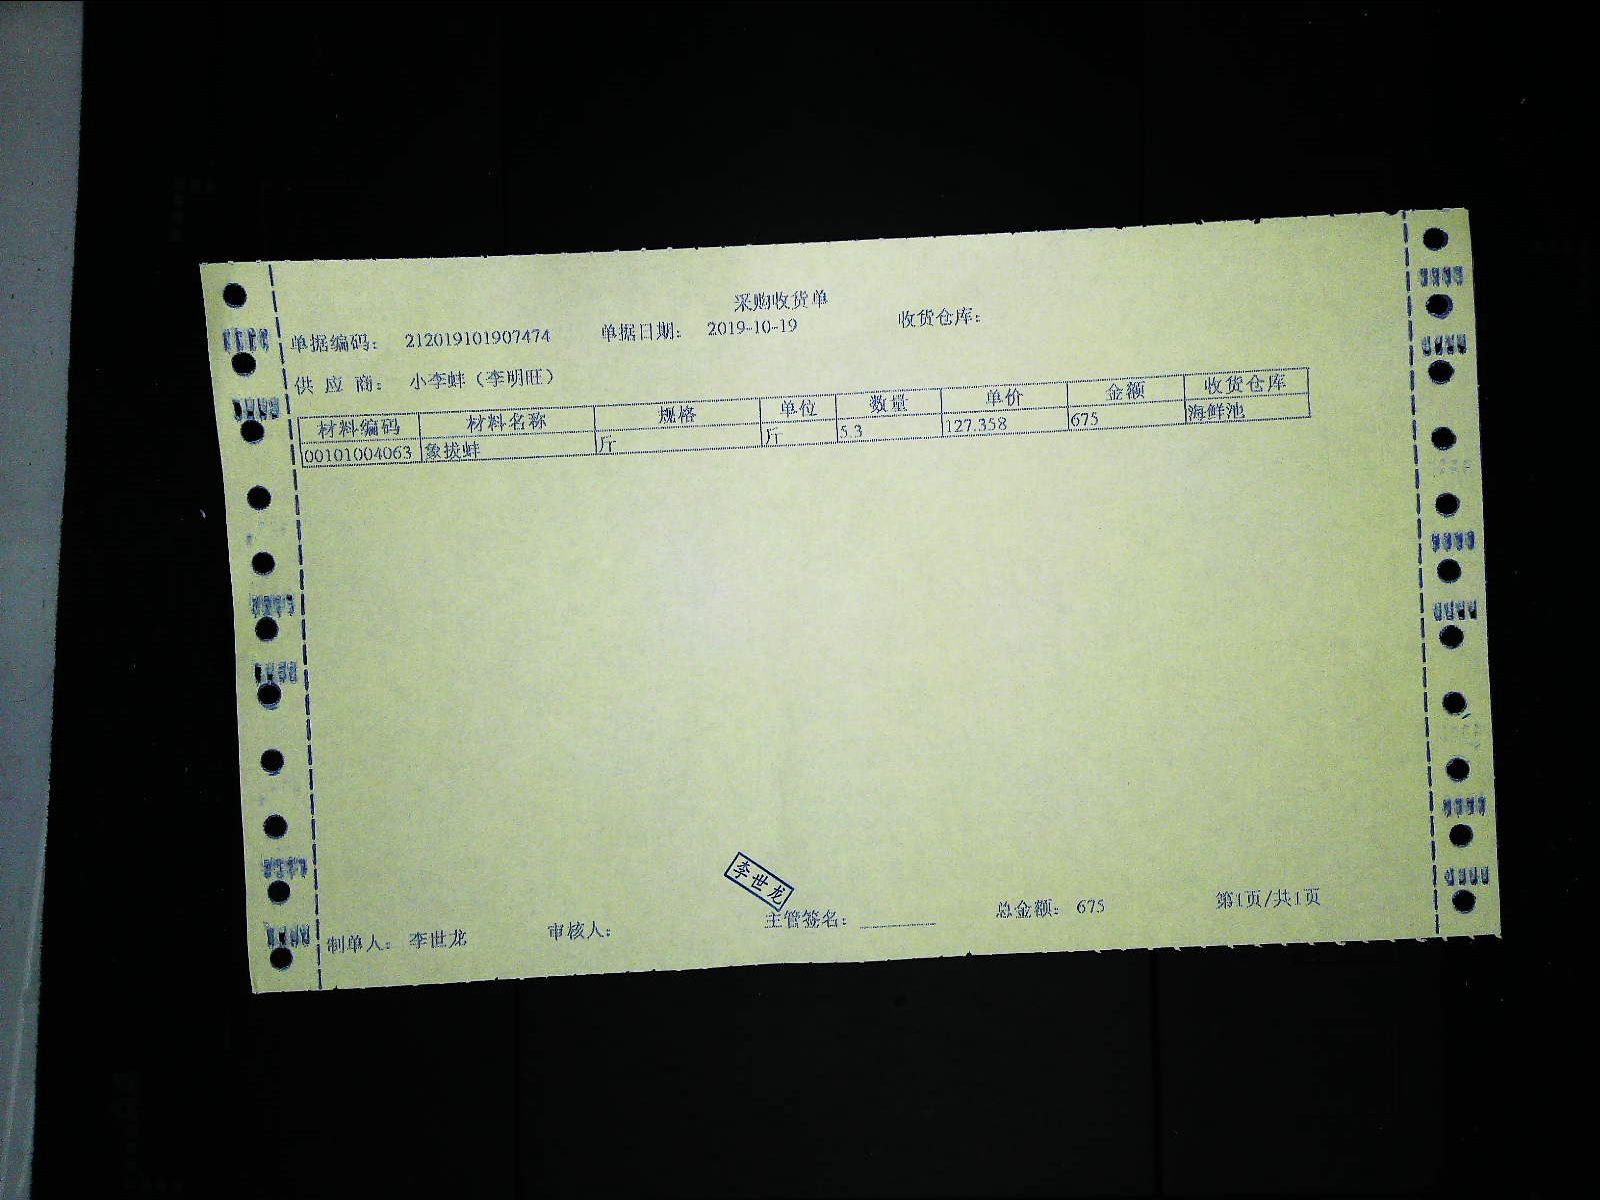 采购收货单
单据编码： 212019101907474 单据日期： 2019-10-19 收货仓库：
供 应 商： 小李蚌（李明旺）
材料编码 材料名称 规格 单位 数量 单价 金额 收货仓库
00101004063 象拔蚌 斤 斤 5.3 127.358 675 海鲜池
李世龙
制单人： 李世龙 审核人： 主管签名： 总金额： 675 第1页/共1页